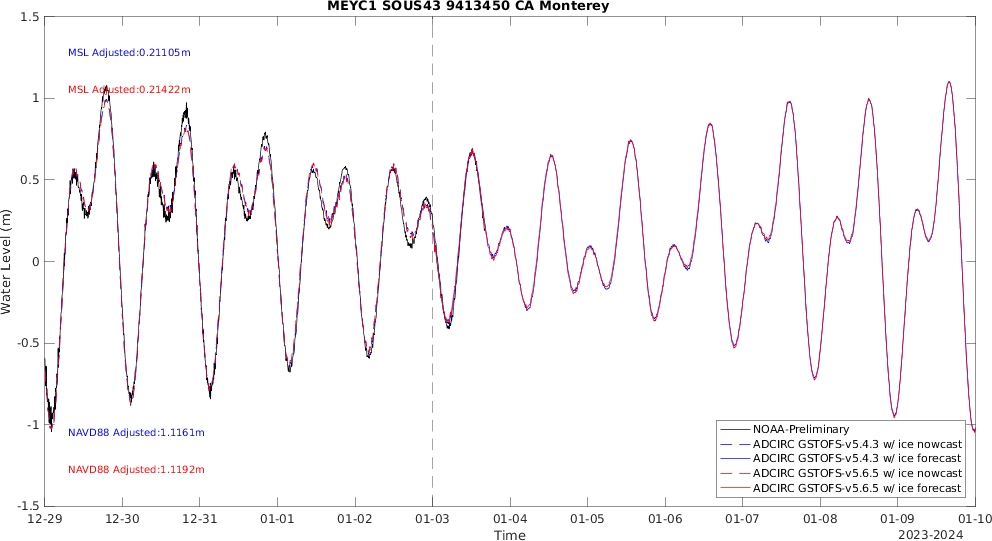 MEYC1 SOUS43 9413450 CA Monterey
1.5
1
0.5
0
-0.5
-1
-1.5
Water Level (m)
MSL Adjusted:0.21105m
MSL Adjusted:0.21422m
NAVD88 Adjusted:1.1161m
NAVD88 Adjusted:1.1192m
NOAA-Preliminary
ADCIRC GSTOFS-v5.4.3 w/ ice nowcast
ADCIRC GSTOFS-v5.4.3 w/ ice forecast
ADCIRC GSTOFS-v5.6.5 w/ ice nowcast
ADCIRC GSTOFS-v5.6.5 w/ ice forecast
12-29 12-30 12-31 01-01 01-02 01-03 01-04 01-05 01-06 01-07 01-08 01-09 01-10
Time
2023-2024